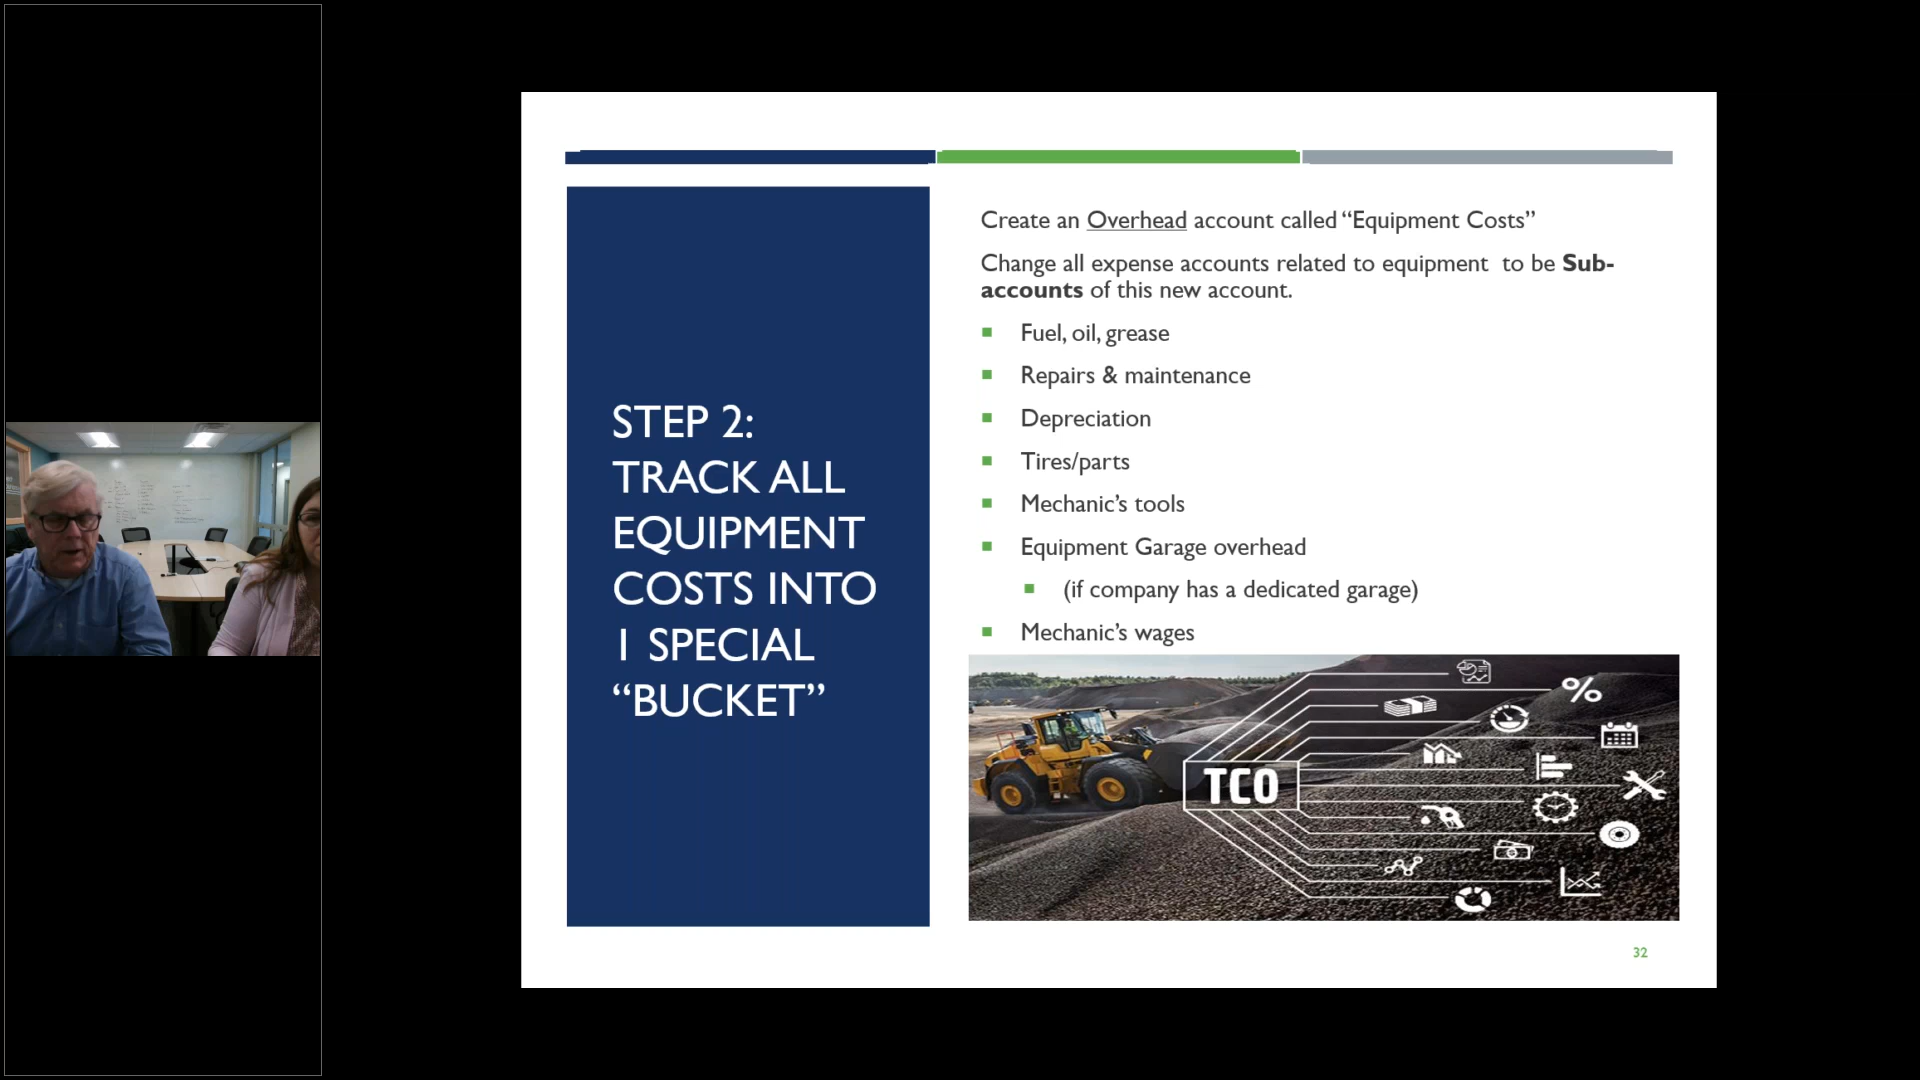 STEP 2:
TRACK ALL
EQUIPMENT
COSTS INTO
1 SPECIAL
“BUCKET”
Create an Overhead account called “Equipment Costs”
Change all expense accounts related to equipment  to be Sub-
accounts of this new account.
Fuel, oil, grease
Repairs & maintenance
Depreciation
Tires/parts
Mechanic’s tools
Equipment Garage overhead
(if company has a dedicated garage)
Mechanic’s wages
%
TCO
32